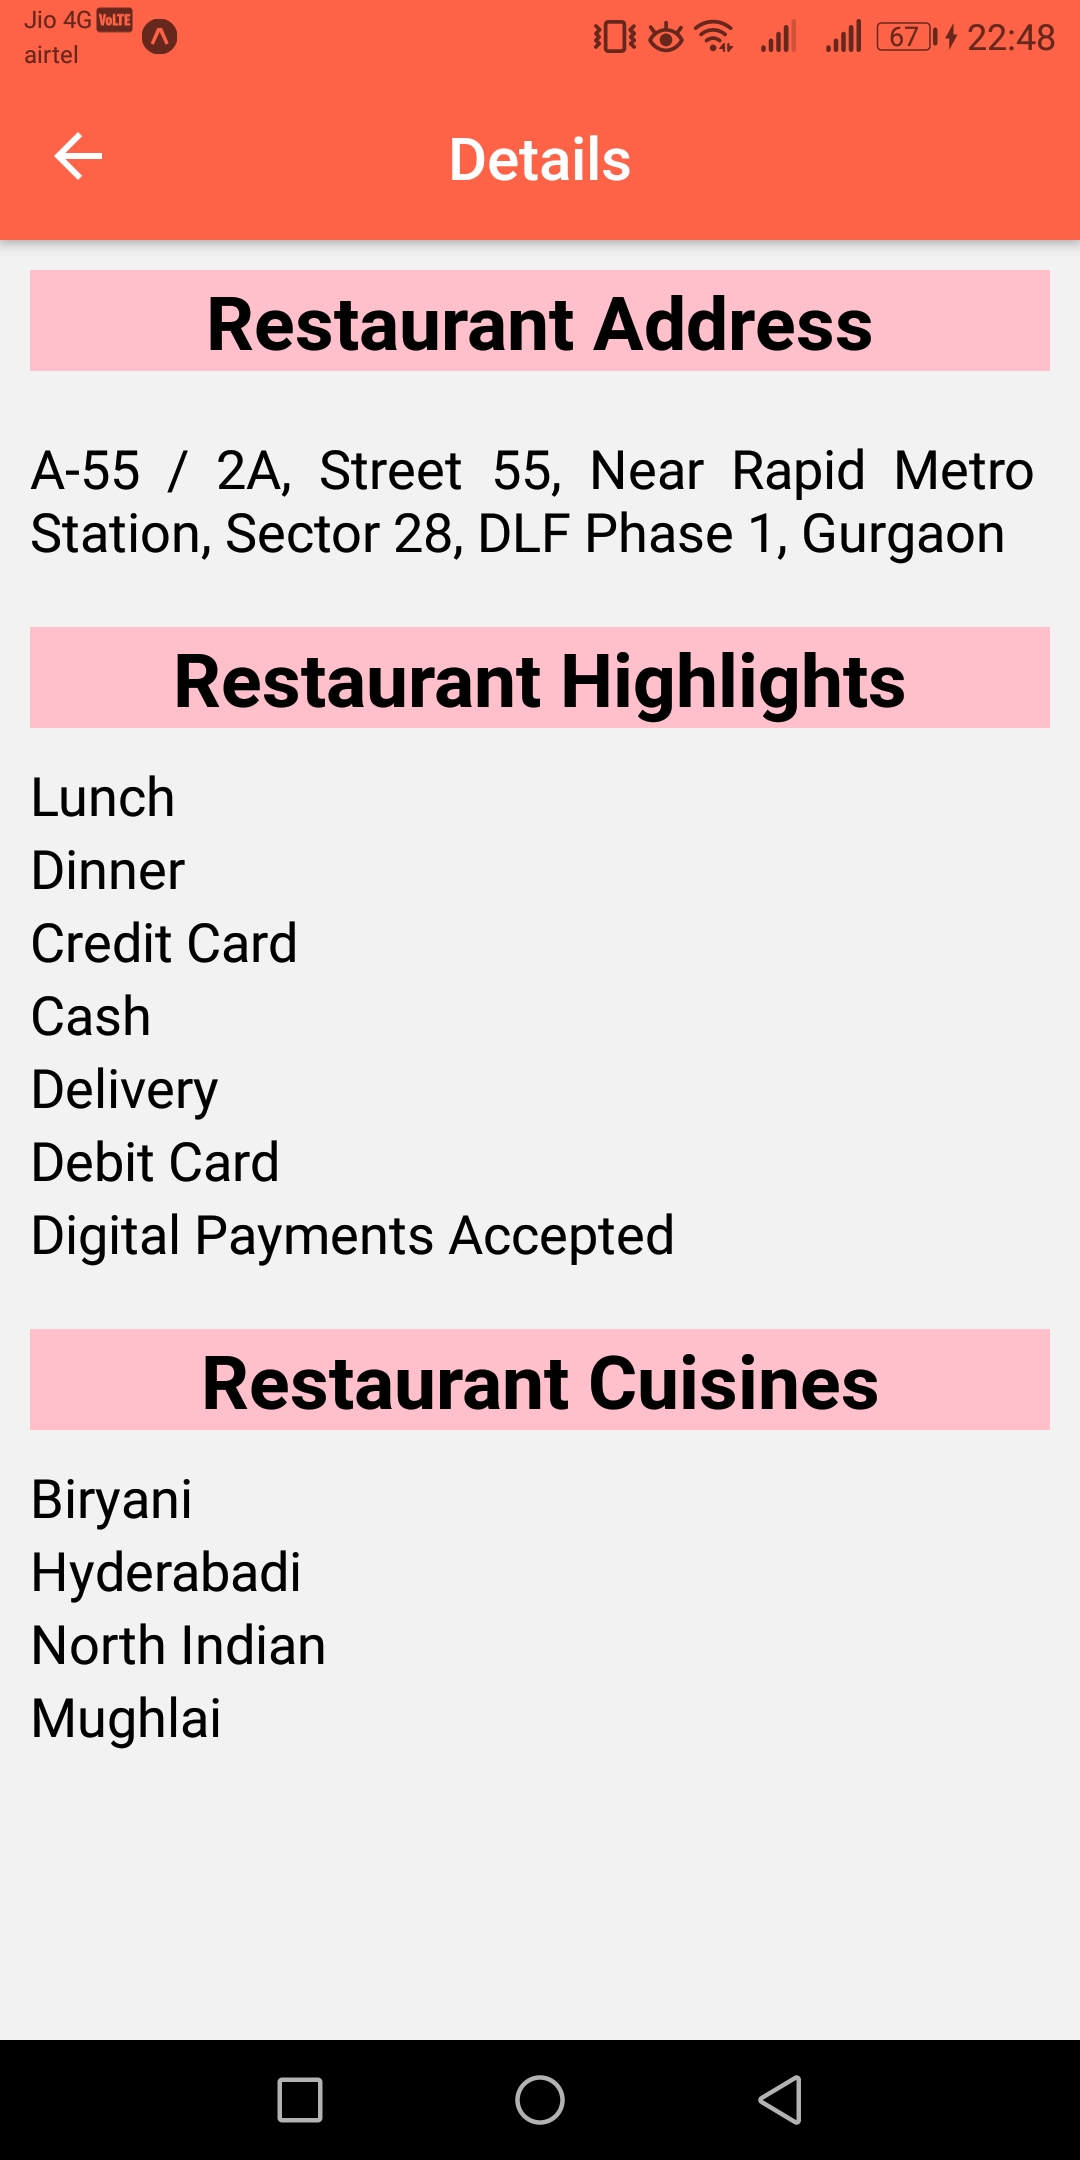 Jio 4G VoLTE
airtel
67 22:48
Details
Restaurant Address
A-55 / 2A, Street 55, Near Rapid Metro
Station, Sector 28, DLF Phase 1, Gurgaon
Restaurant Highlights
Lunch
Dinner
Credit Card
Cash
Delivery
Debit Card
Digital Payments Accepted
Restaurant Cuisines
Biryani
Hyderabadi
North Indian
Mughlai